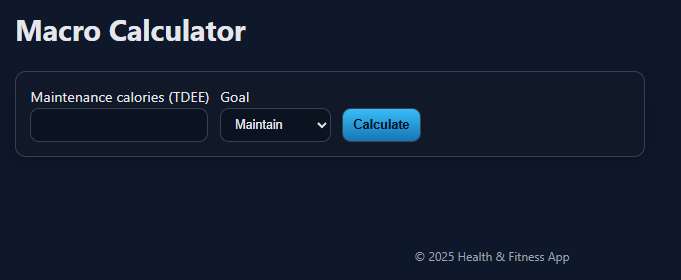 Macro Calculator
Maintenance calories (TDEE) Goal
Maintain Calculate
© 2025 Health & Fitness App